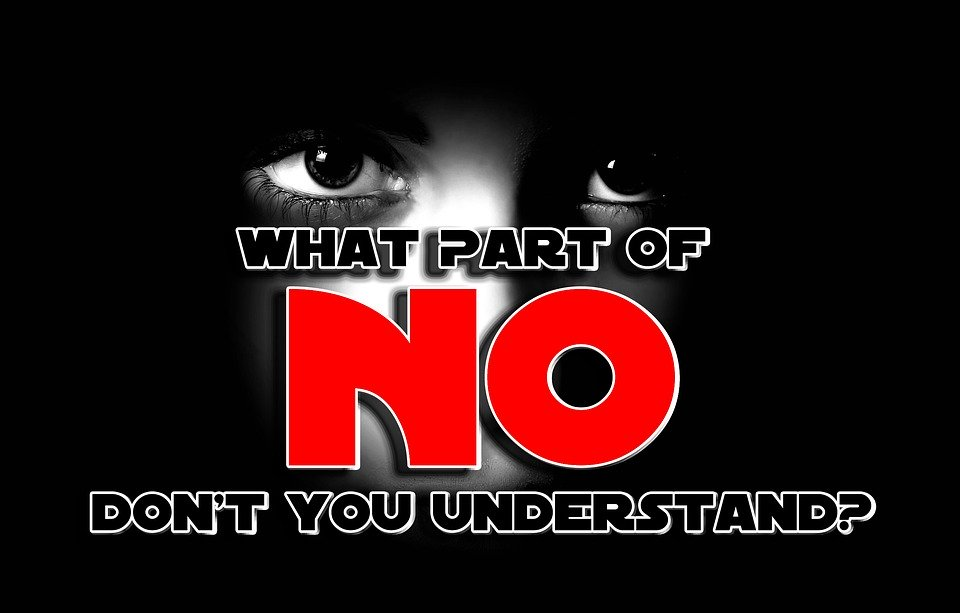 WHAT PART OF
NO
DON'T YOU UNDERSTAND?